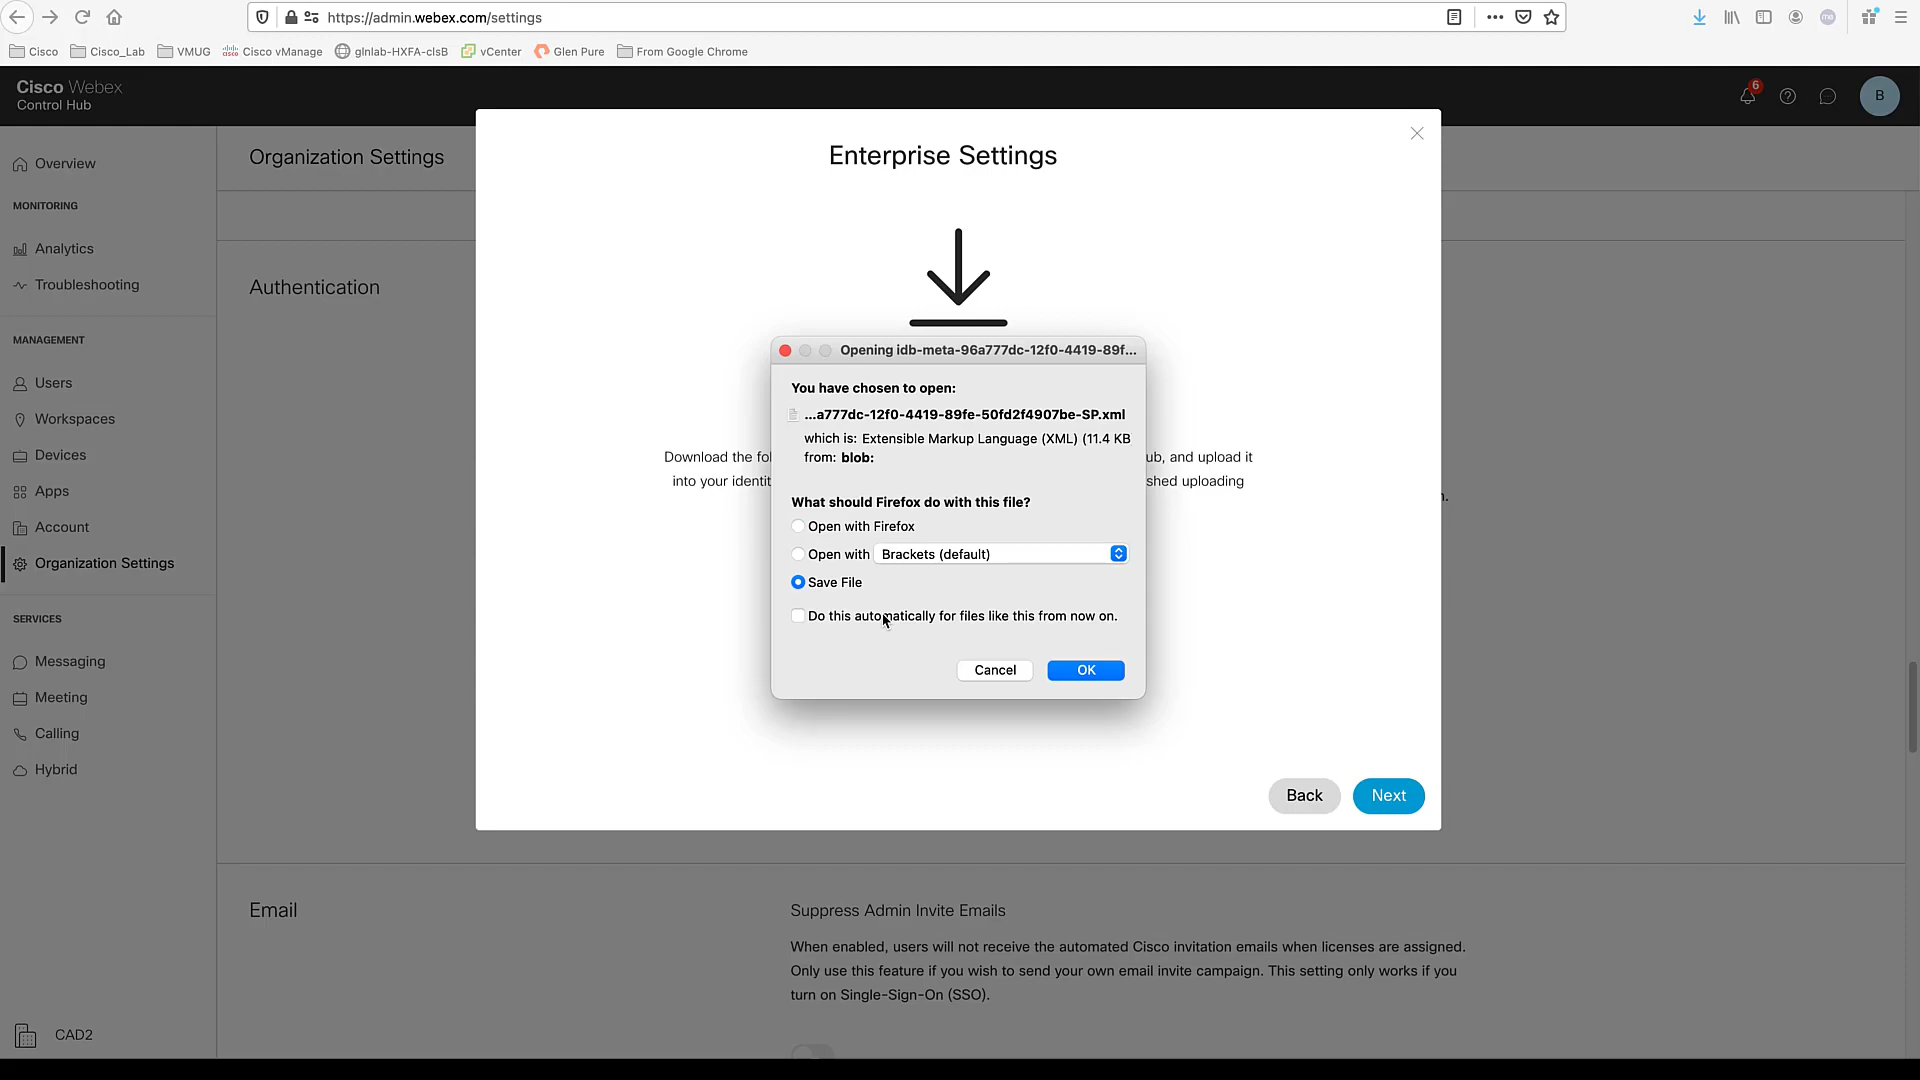 https://admin.webex.com/settings
Cisco
Cisco_Lab
VMUG
Cisco vManage
glnlab-HXFA-clsB
vCenter
Glen Pure
From Google Chrome
Cisco Webex
Control Hub
6
B
Overview
MONITORING
Analytics
Troubleshooting
MANAGEMENT
Users
Workspaces
Devices
Apps
Account
Organization Settings
SERVICES
Messaging
Meeting
Calling
Hybrid
CAD2
Organization Settings
Authentication
Enterprise Settings
Download the fol
ub, and upload it
into your identit
shed uploading
n.
Opening idb-meta-96a777dc-12f0-4419-89f...
You have chosen to open:
...a777dc-12f0-4419-89fe-50fd2f4907be-SP.xml
which is: Extensible Markup Language (XML) (11.4 KB
from: blob:
What should Firefox do with this file?
Open with Firefox
Open with Brackets (default)
Save File
Do this automatically for files like this from now on.
Cancel
OK
Back
Next
Email
Suppress Admin Invite Emails
When enabled, users will not receive the automated Cisco invitation emails when licenses are assigned.
Only use this feature if you wish to send your own email invite campaign. This setting only works if you
turn on Single-Sign-On (SSO).